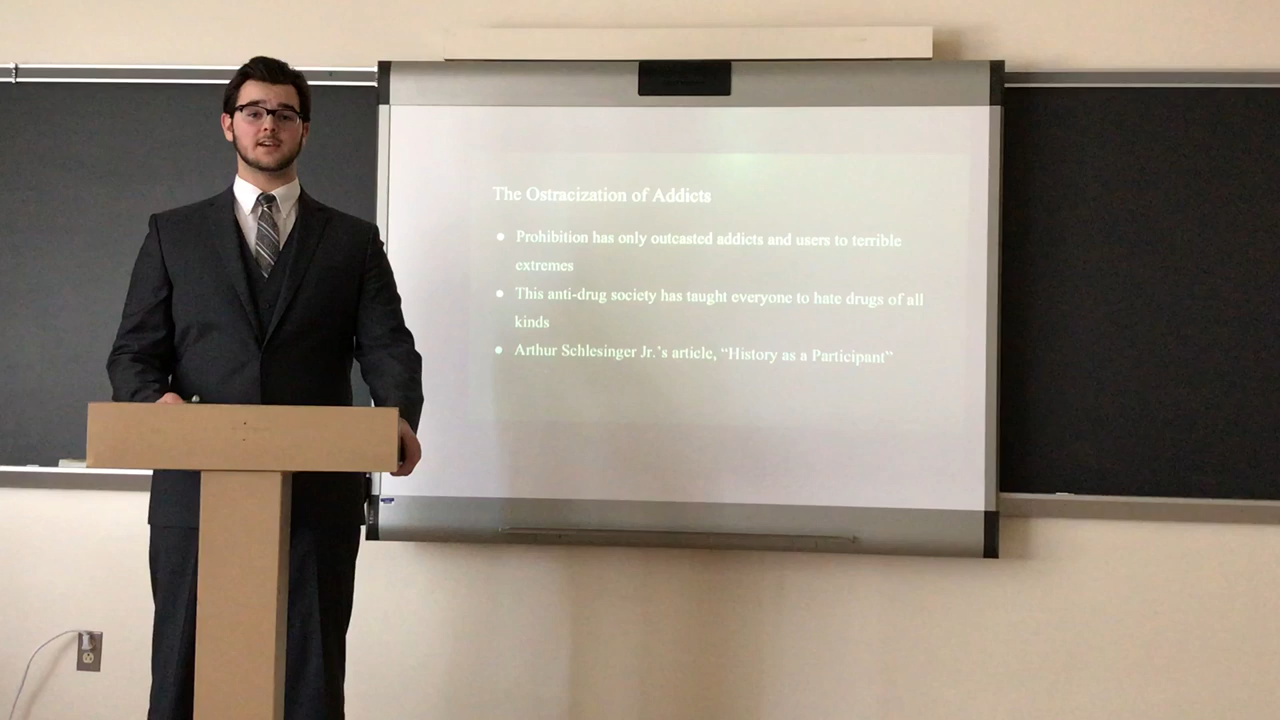 The Ostracization of Addicts
● Prohibition has only outcasted addicts and users to terrible
extremes
● This anti-drug society has taught everyone to hate drugs of all
kinds
● Arthur Schlesinger Jr.'s article, “History as a Participant“